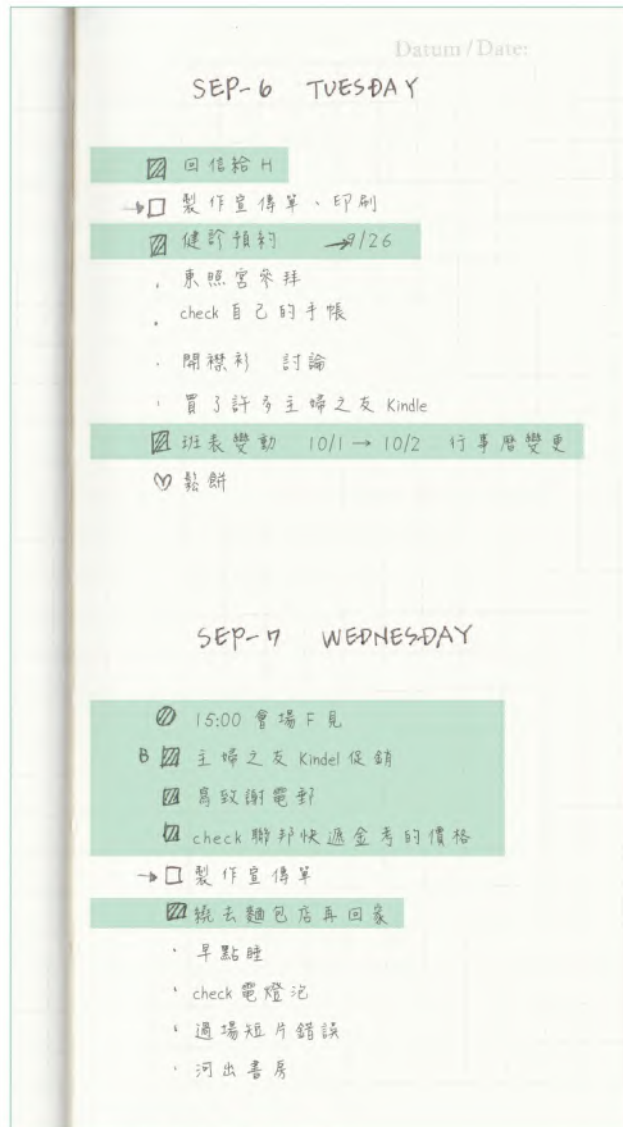 Datum / Date:
SEP-6 TUESDAY
回信給 H
→ 製作宣傳單、印刷
健診預約 →9/26
· 東照宮參拜
· check 自己的手帳
· 開襟衫 討論
· 買了許多主婦之友 Kindle
班表變動 10/1 → 10/2 行事曆變更
♡ 鬆餅
SEP-7 WEDNESDAY
15:00 會場 F 見
B 主婦之友 Kindel 促銷
寫致謝電郵
check 聯邦快遞金考的價格
→ 製作宣傳單
繞去麵包店再回家
· 早點睡
· check 電燈泡
· 過場短片錯誤
· 河出書房